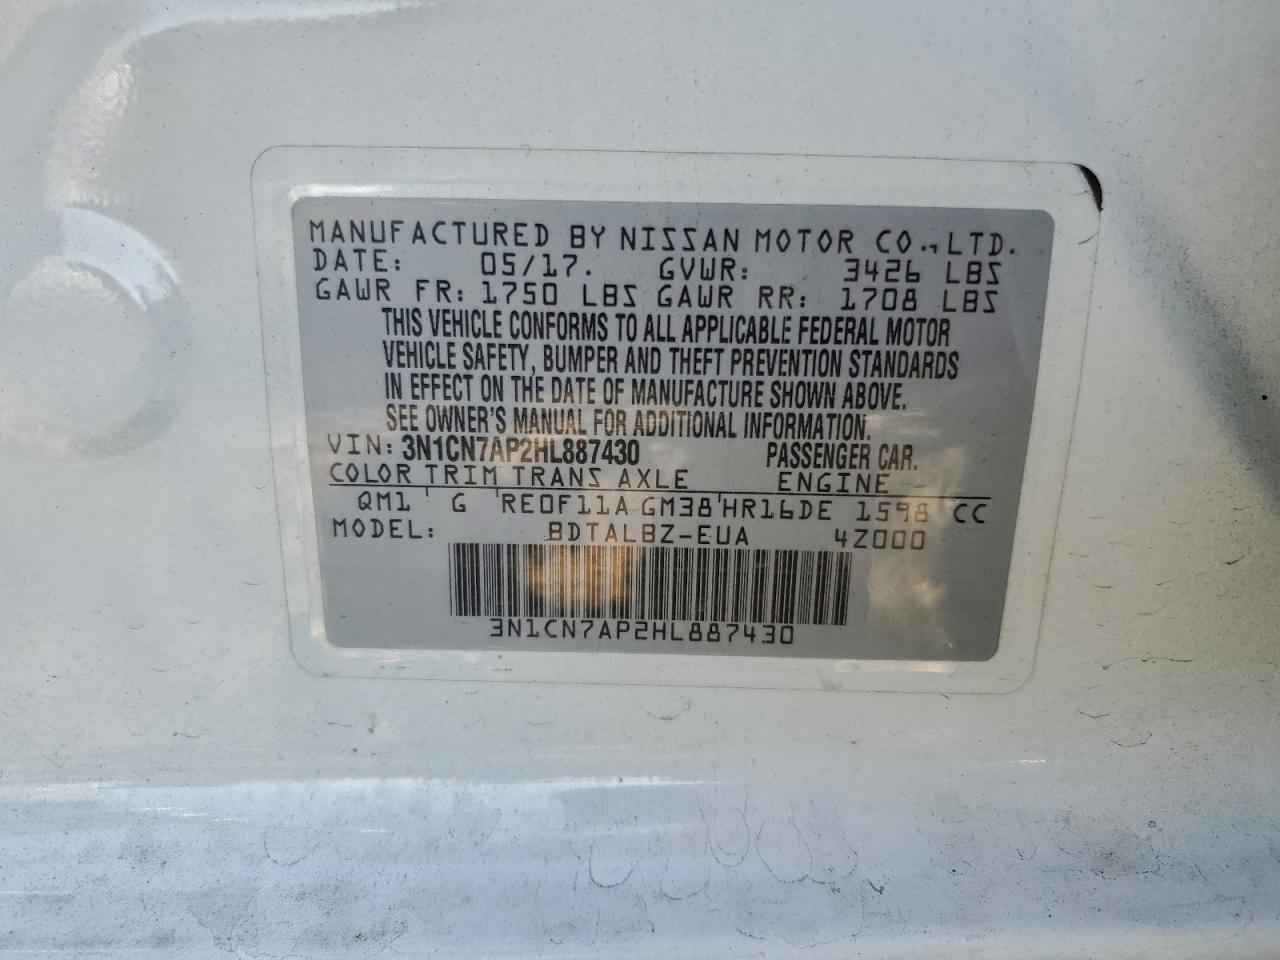 MANUFACTURED BY NISSAN MOTOR CO., LTD.
DATE: 05/17. GVWR: 3426 LBS
GAWR FR: 1750 LBS GAWR RR: 1708 LBS
THIS VEHICLE CONFORMS TO ALL APPLICABLE FEDERAL MOTOR
VEHICLE SAFETY, BUMPER AND THEFT PREVENTION STANDARDS
IN EFFECT ON THE DATE OF MANUFACTURE SHOWN ABOVE.
SEE OWNER'S MANUAL FOR ADDITIONAL INFORMATION.
VIN: 3N1CN7AP2HL887430 PASSENGER CAR.
COLOR TRIM TRANS AXLE ENGINE
QM1 G RE0F11A GM38 HR16DE 1598 CC
MODEL: BDTALBZ-EUA 4Z000
3N1CN7AP2HL887430